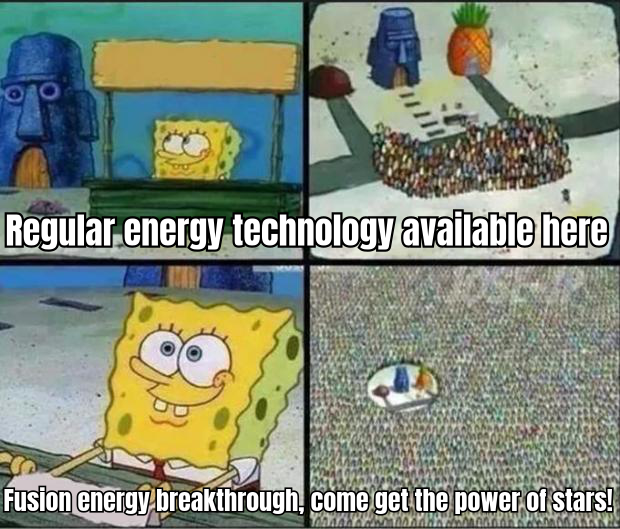 Regular energy technology available here
Fusion energy breakthrough, come get the power of stars!